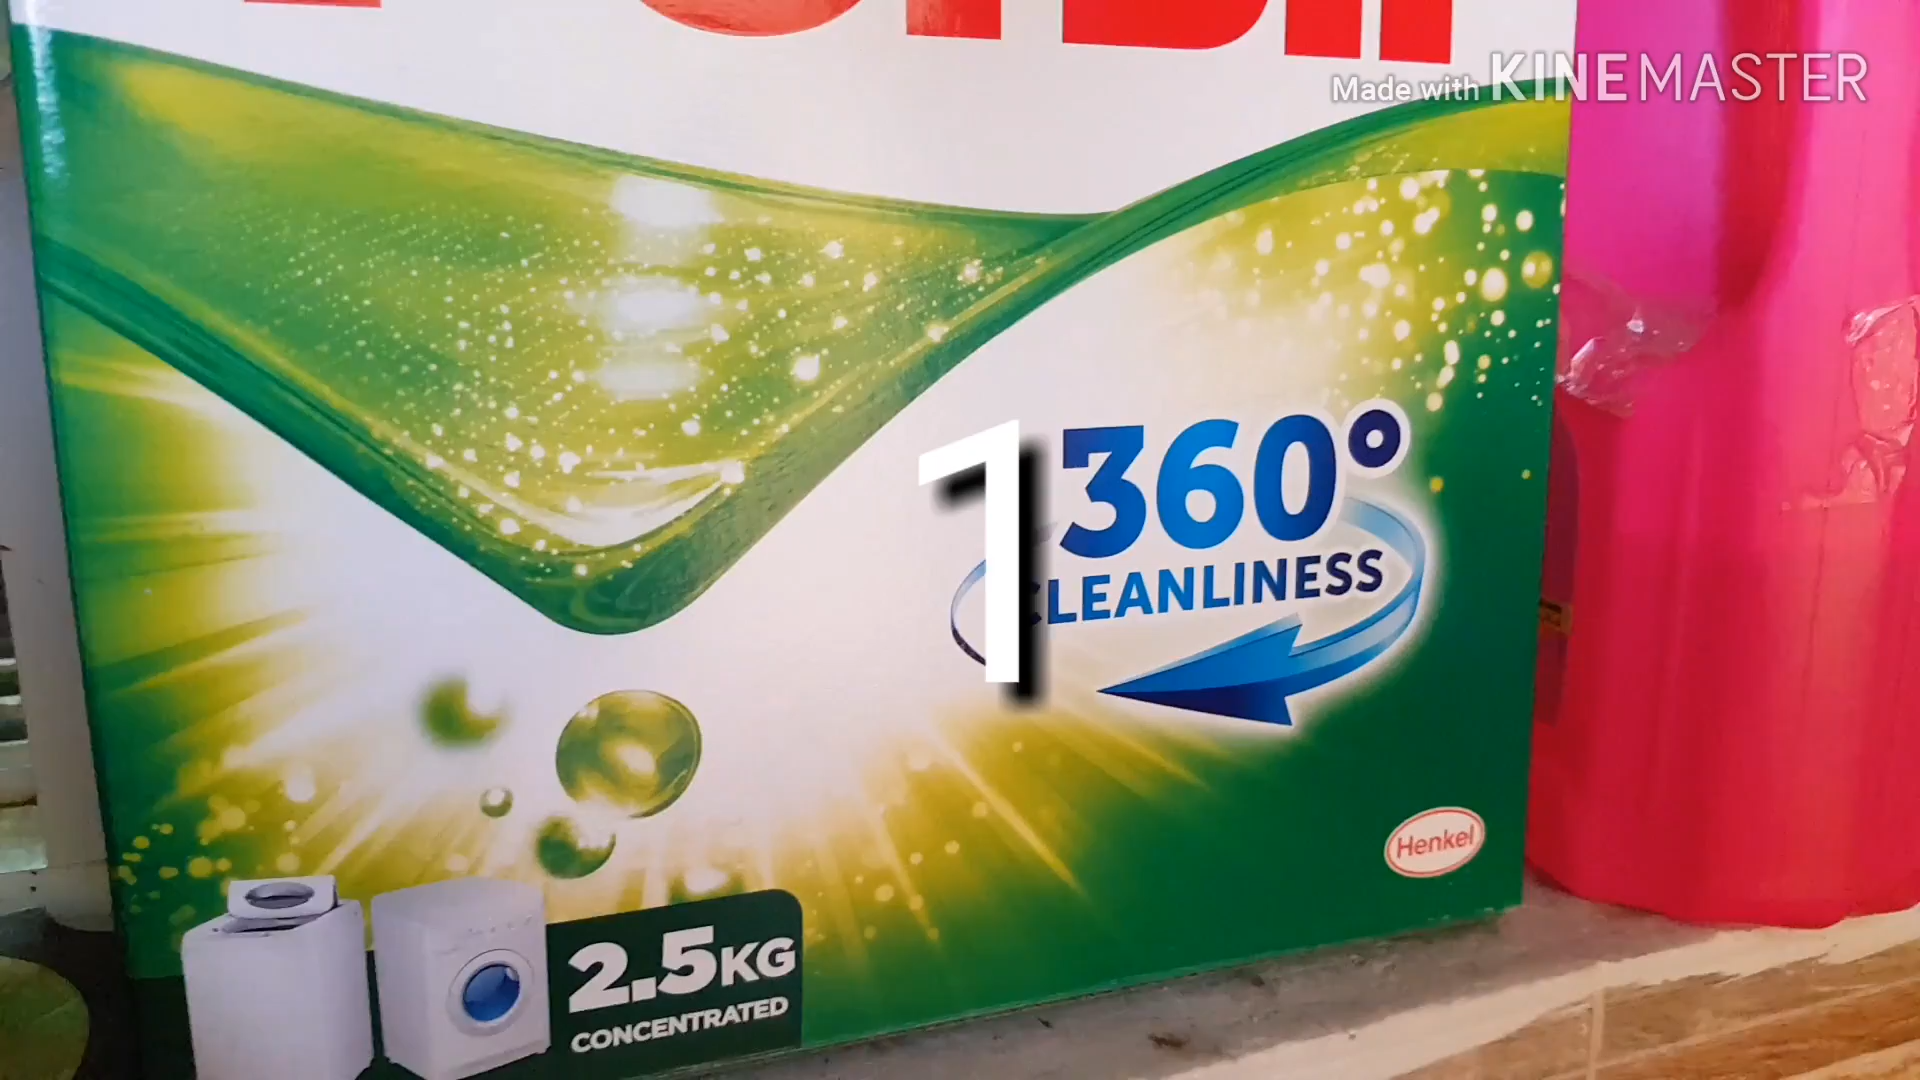 Made with KINEMASTER
1
360°
CLEANLINESS
Henkel
2.5KG
CONCENTRATED